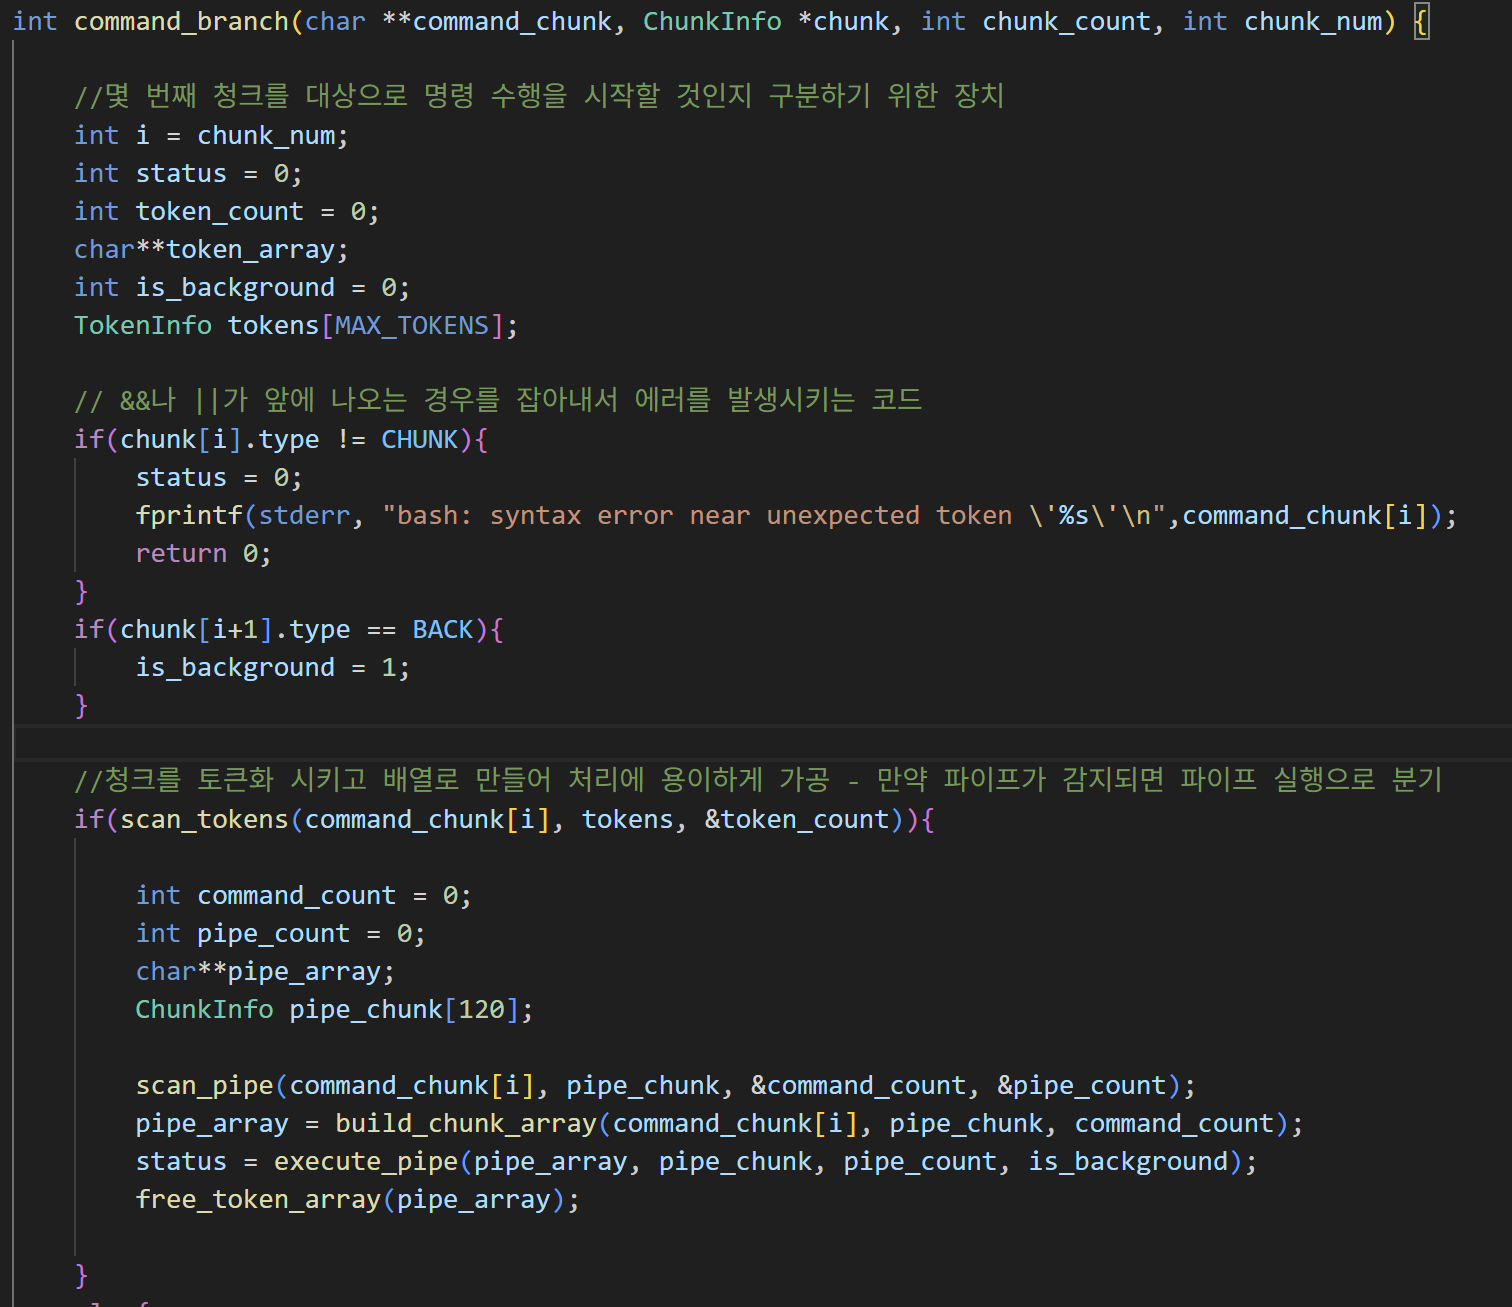 int command_branch(char **command_chunk, ChunkInfo *chunk, int chunk_count, int chunk_num) {
//몇 번째 청크를 대상으로 명령 수행을 시작할 것인지 구분하기 위한 장치
int i = chunk_num;
int status = 0;
int token_count = 0;
char**token_array;
int is_background = 0;
TokenInfo tokens[MAX_TOKENS];
// &&나 ||가 앞에 나오는 경우를 잡아내서 에러를 발생시키는 코드
if(chunk[i].type != CHUNK){
status = 0;
fprintf(stderr, "bash: syntax error near unexpected token \'%s\'\n",command_chunk[i]);
return 0;
}
if(chunk[i+1].type == BACK){
is_background = 1;
}
//청크를 토큰화 시키고 배열로 만들어 처리에 용이하게 가공 - 만약 파이프가 감지되면 파이프 실행으로 분기
if(scan_tokens(command_chunk[i], tokens, &token_count)){
int command_count = 0;
int pipe_count = 0;
char**pipe_array;
ChunkInfo pipe_chunk[120];
scan_pipe(command_chunk[i], pipe_chunk, &command_count, &pipe_count);
pipe_array = build_chunk_array(command_chunk[i], pipe_chunk, command_count);
status = execute_pipe(pipe_array, pipe_chunk, pipe_count, is_background);
free_token_array(pipe_array);
}